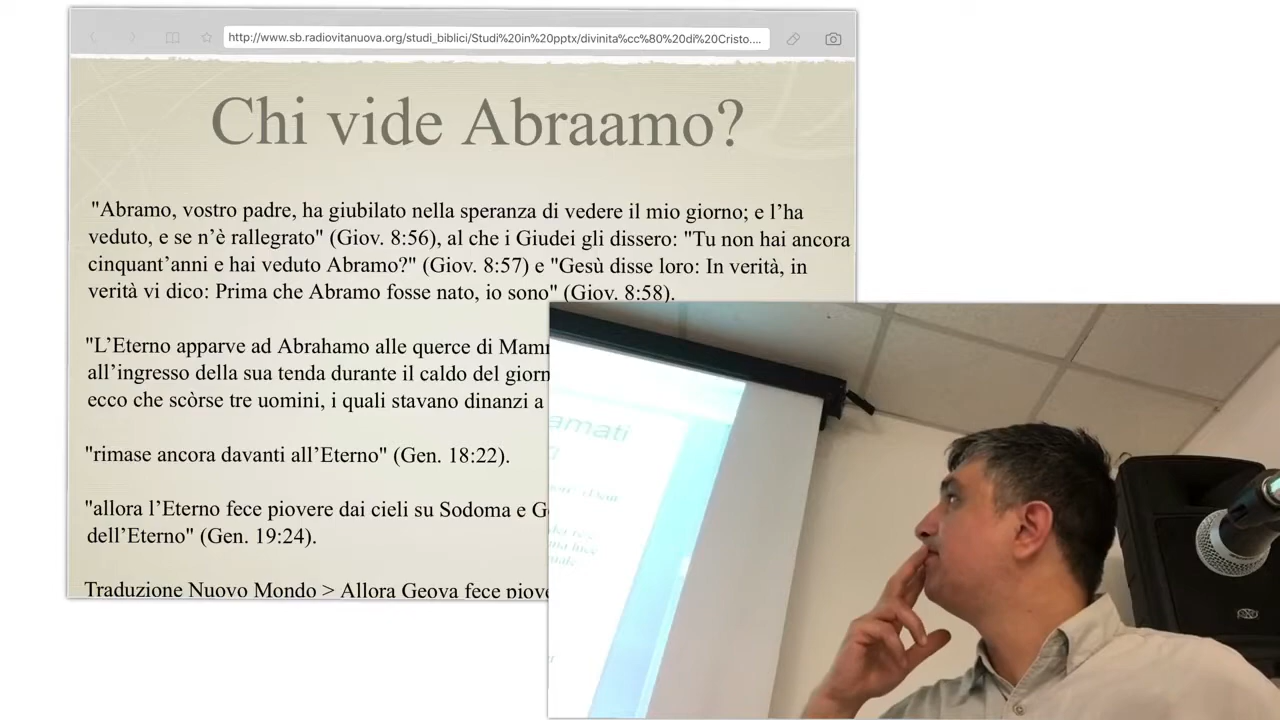 http://www.sb.radiovitanuova.org/studi_biblici/Studi%20in%20pptx/divinita%cc%80%20di%20Cristo....
Chi vide Abraamo?
"Abramo, vostro padre, ha giubilato nella speranza di vedere il mio giorno; e l’ha
veduto, e se n’è rallegrato" (Giov. 8:56), al che i Giudei gli dissero: "Tu non hai ancora
cinquant’anni e hai veduto Abramo?" (Giov. 8:57) e "Gesù disse loro: In verità, in
verità vi dico: Prima che Abramo fosse nato, io sono" (Giov. 8:58).
"L’Eterno apparve ad Abrahamo alle querce di Mam
all’ingresso della sua tenda durante il caldo del giorn
ecco che scòrse tre uomini, i quali stavano dinanzi a
"rimase ancora davanti all’Eterno" (Gen. 18:22).
"allora l’Eterno fece piovere dai cieli su Sodoma e G
dell’Eterno" (Gen. 19:24).
Traduzione Nuovo Mondo > Allora Geova fece piov
amati